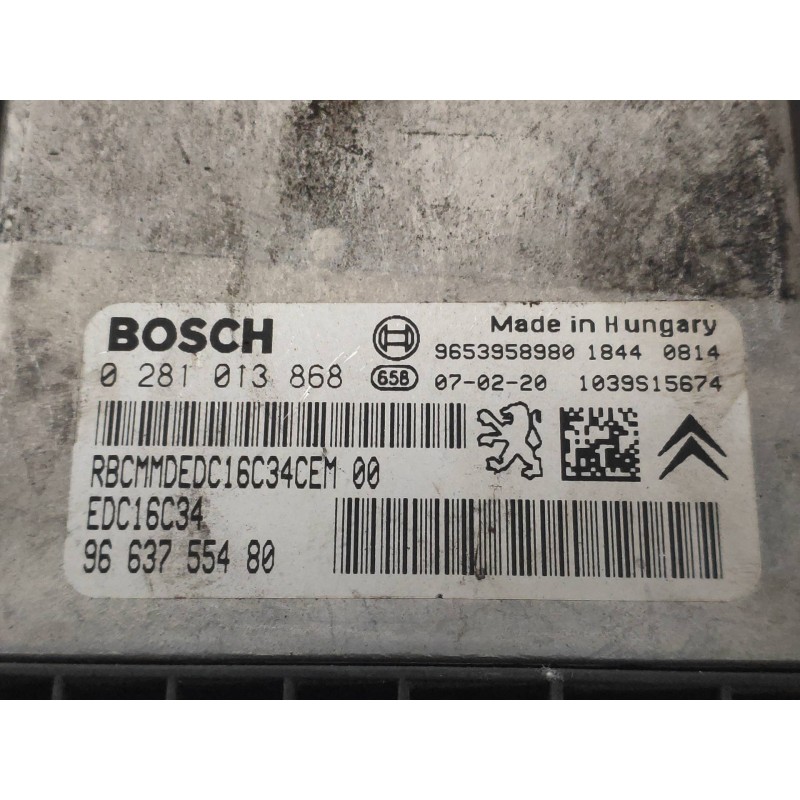 BOSCH
Made in Hungary
9653958980 1844 0814
0 281 013 868
658
07-02-20 1039S15674
RBCMMDEDC16C34CEM 00
EDC16C34
96 637 554 80